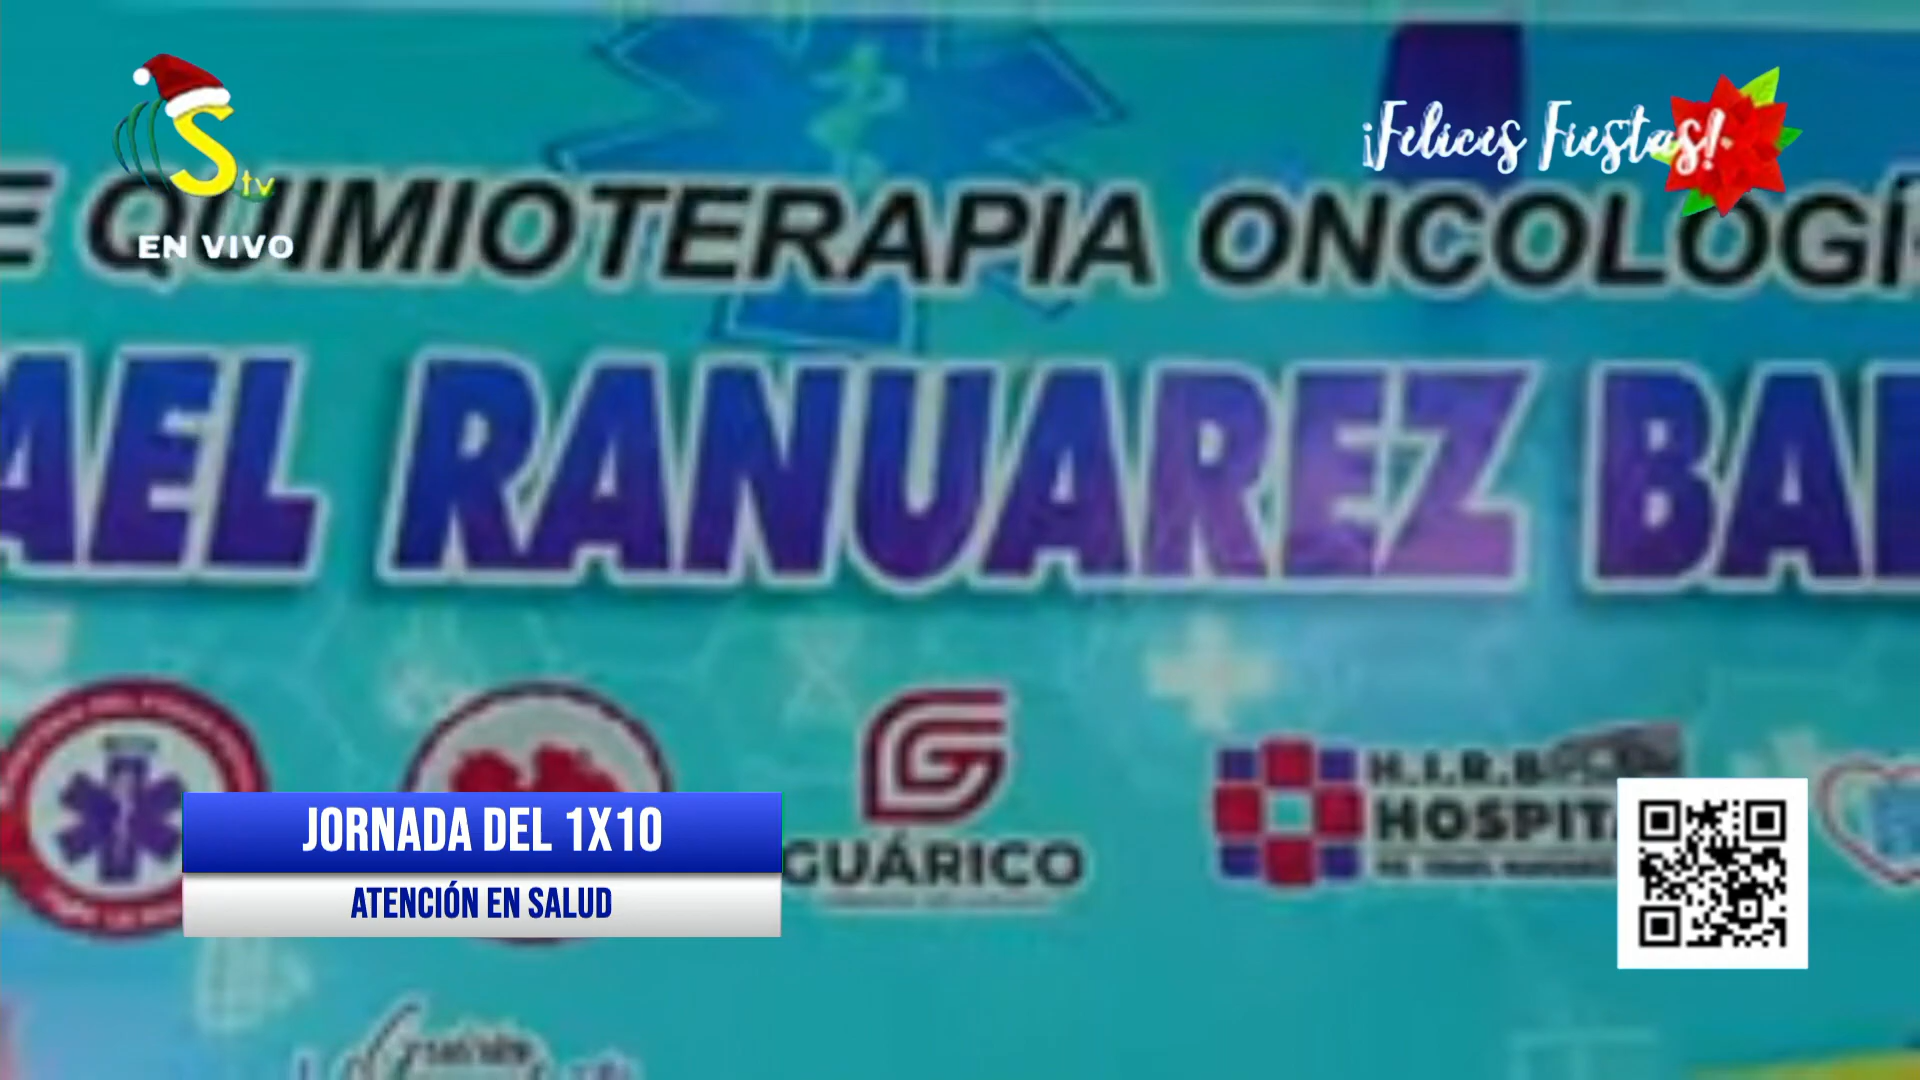 S tv
EN VIVO
¡Felices Fiestas!
E QUIMIOTERAPIA ONCOLOGÍ
AEL RANUAREZ BA
GUÁRICO
H.I.R.B
HOSPIT
JORNADA DEL 1X10
ATENCIÓN EN SALUD